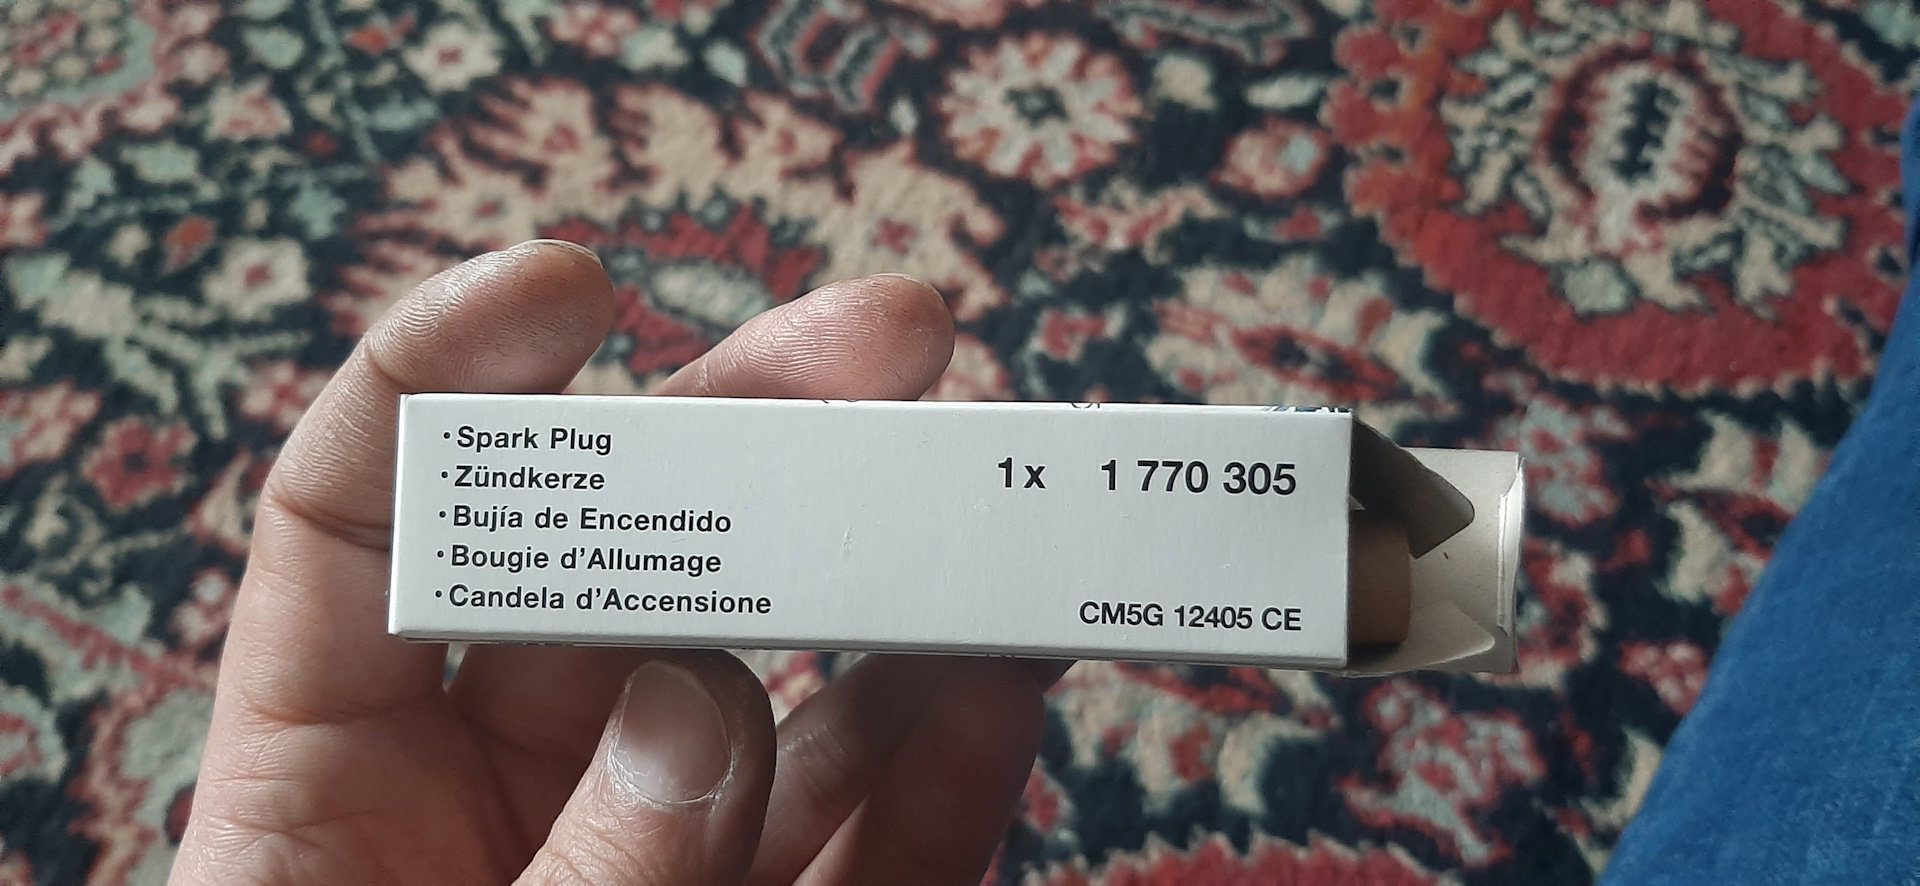 •Spark Plug
•Zündkerze
•Bujía de Encendido
•Bougie d’Allumage
•Candela d’Accensione
1x 1 770 305
CM5G 12405 CE